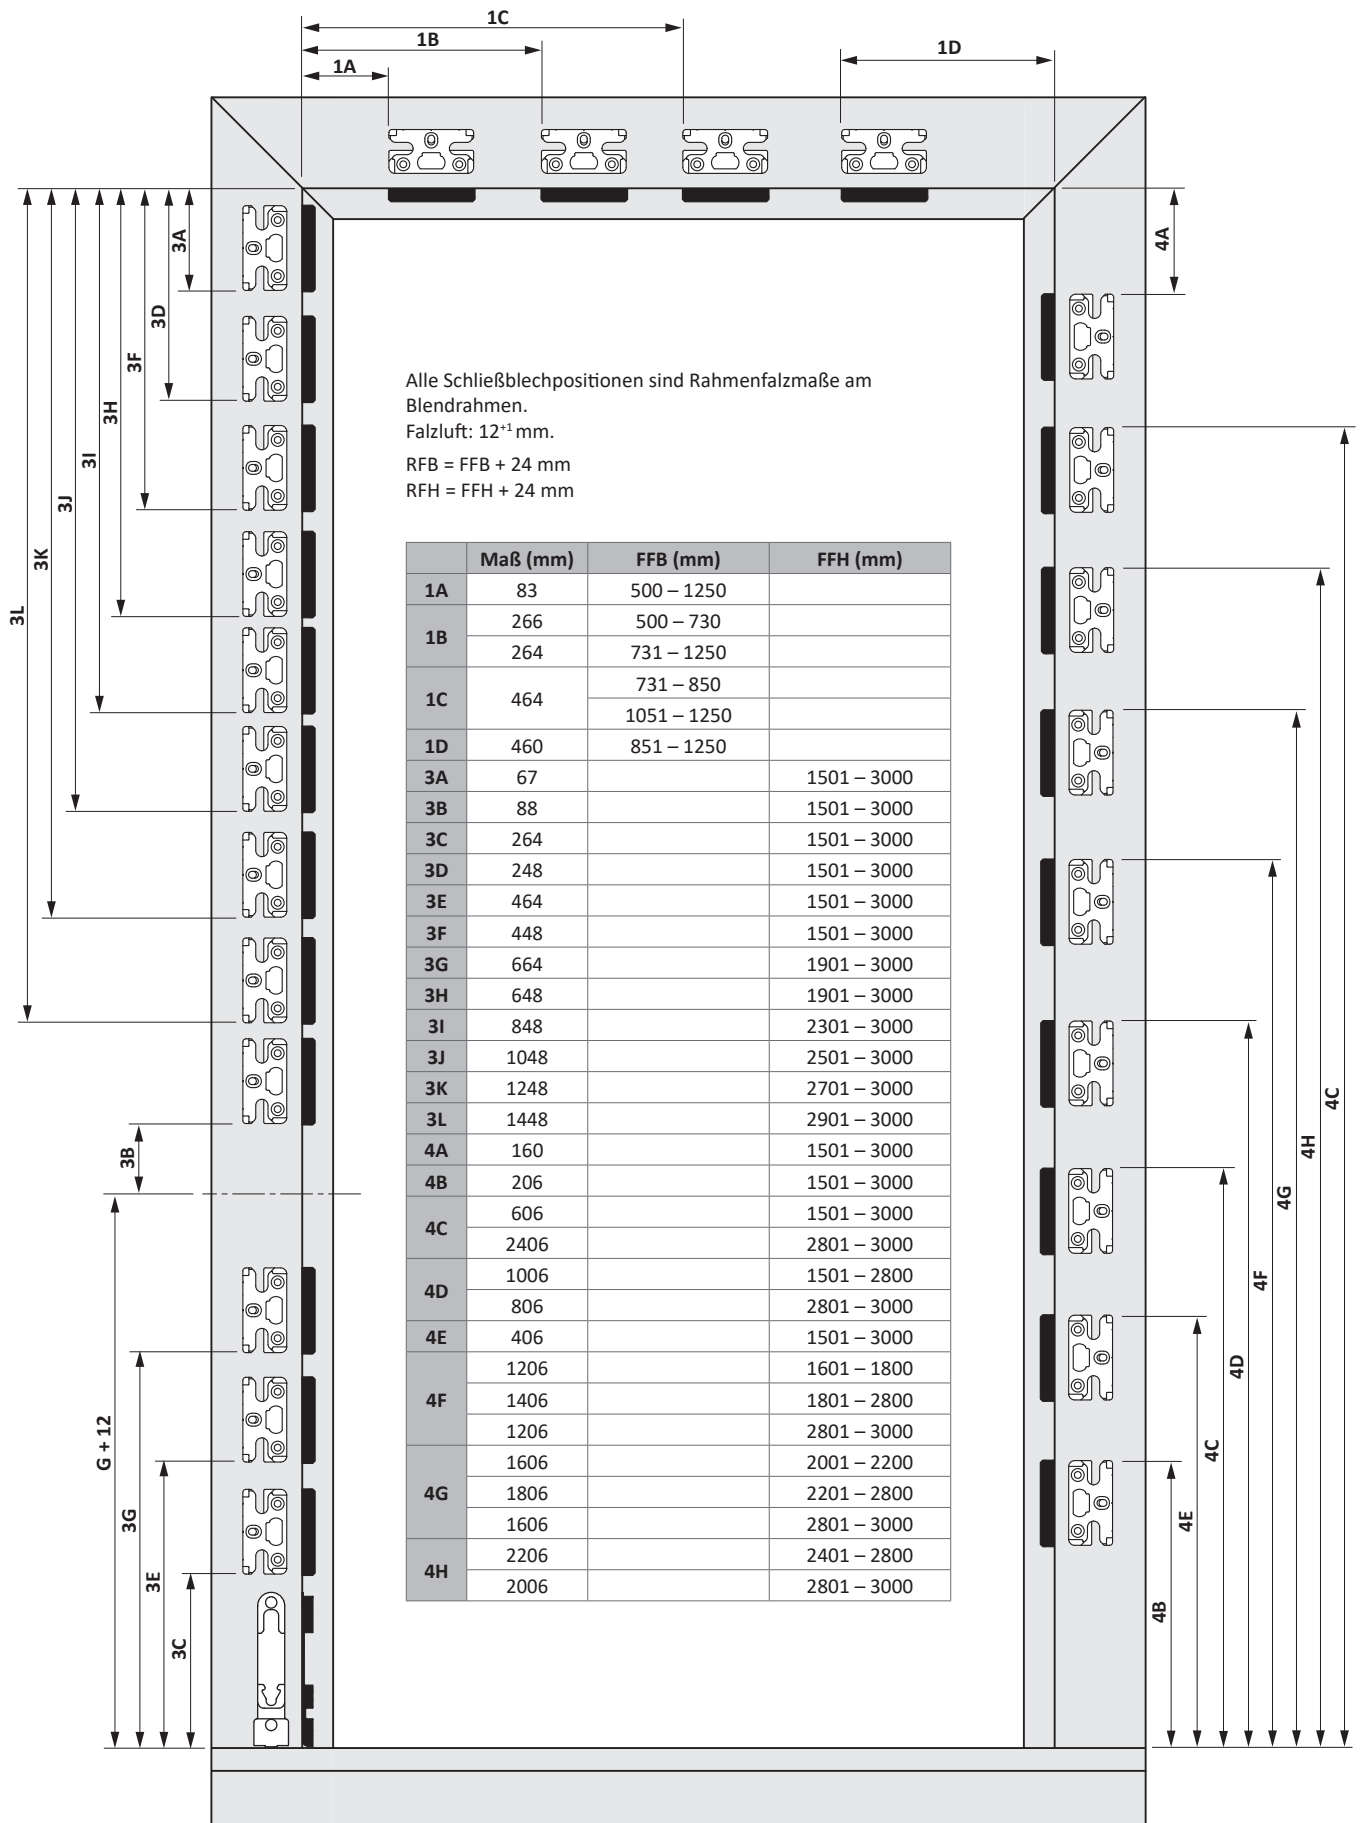 1C
1B
1D
1A
3A
4A
3D
3F
3H
3I
3J
3K
3L
Alle Schließblechpositionen sind Rahmenfalzmaße am
Blendrahmen.
Falzluft: 12⁺¹ mm.
RFB = FFB + 24 mm
RFH = FFH + 24 mm
Maß (mm) FFB (mm) FFH (mm)
1A 83 500 – 1250
1B 266 500 – 730
264 731 – 1250
1C 464 731 – 850
1051 – 1250
1D 460 851 – 1250
3A 67 1501 – 3000
3B 88 1501 – 3000
3C 264 1501 – 3000
3D 248 1501 – 3000
3E 464 1501 – 3000
3F 448 1501 – 3000
3G 664 1901 – 3000
3H 648 1901 – 3000
3I 848 2301 – 3000
3J 1048 2501 – 3000
3K 1248 2701 – 3000
3L 1448 2901 – 3000
4A 160 1501 – 3000
4B 206 1501 – 3000
4C 606 1501 – 3000
2406 2801 – 3000
4D 1006 1501 – 2800
806 2801 – 3000
4E 406 1501 – 3000
4F 1206 1601 – 1800
1406 1801 – 2800
1206 2801 – 3000
4G 1606 2001 – 2200
1806 2201 – 2800
1606 2801 – 3000
4H 2206 2401 – 2800
2006 2801 – 3000
3B
G + 12
3G
3E
3C
4C
4H
4G
4F
4D
4C
4E
4B